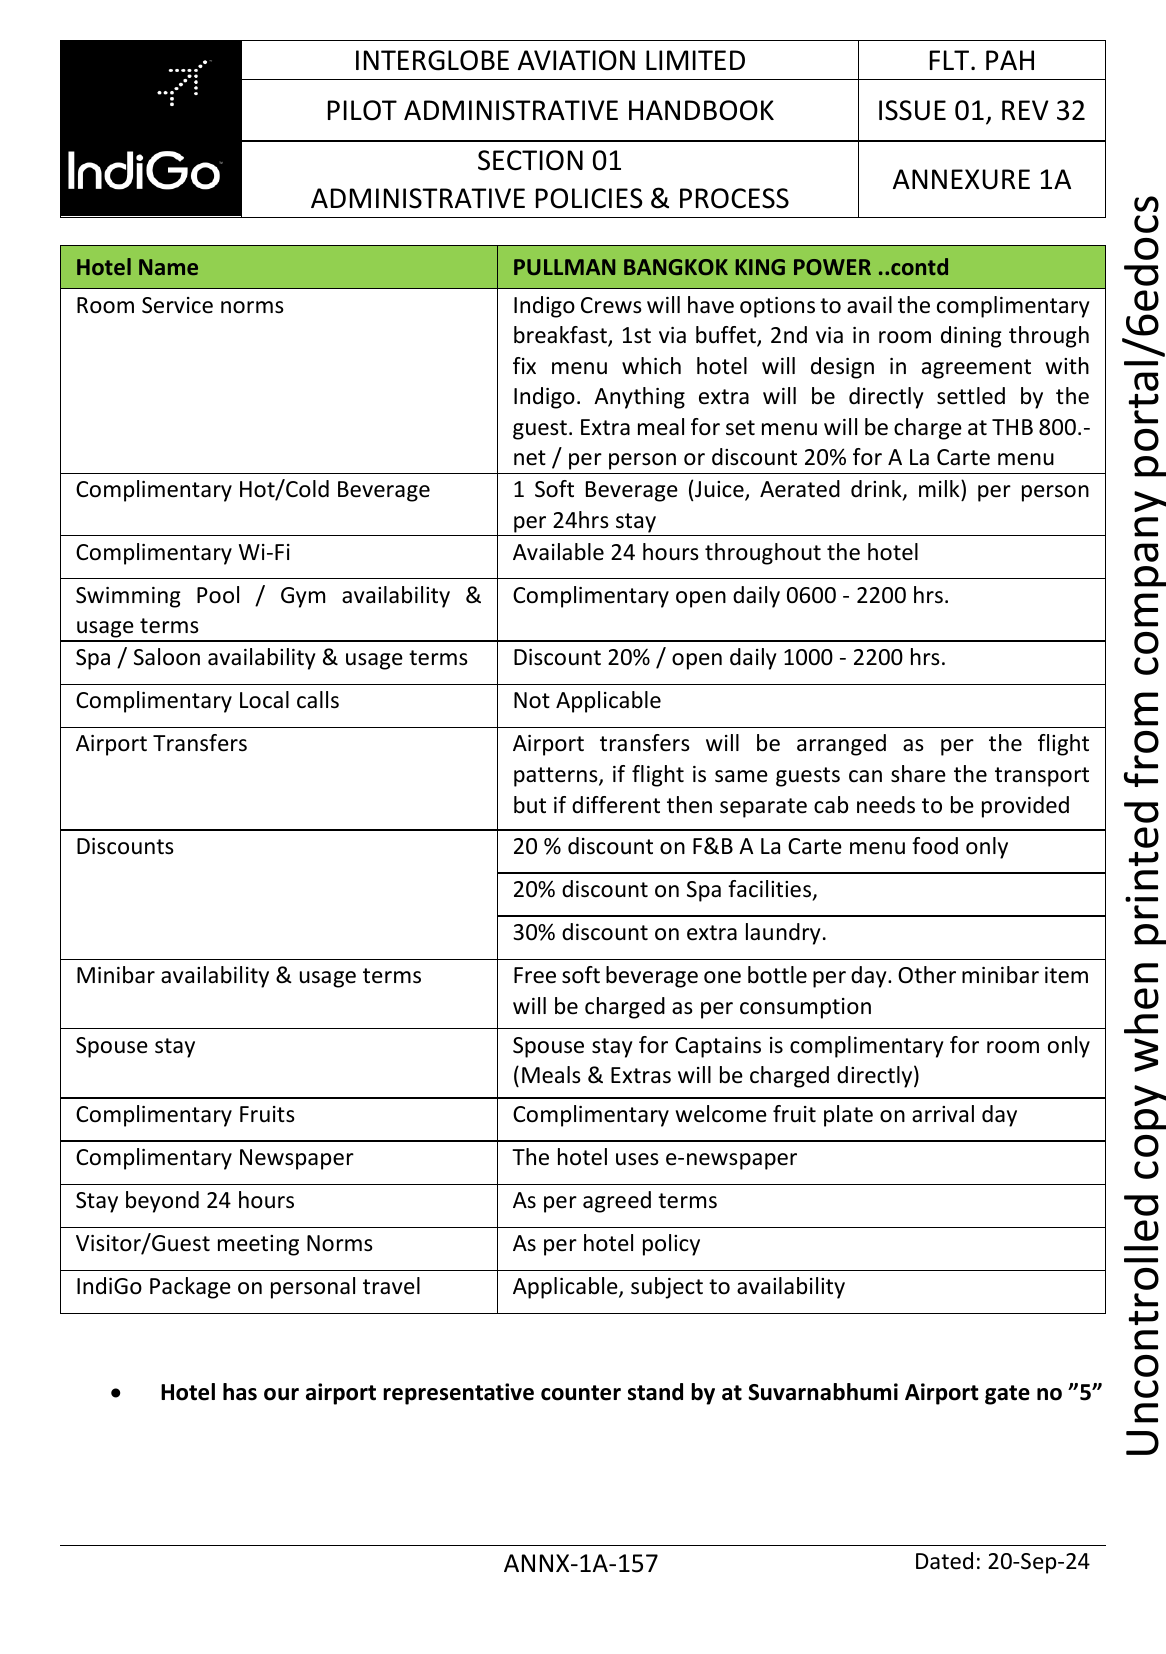 IndiGo
INTERGLOBE AVIATION LIMITED
FLT. PAH
PILOT ADMINISTRATIVE HANDBOOK
ISSUE 01, REV 32
SECTION 01
ADMINISTRATIVE POLICIES & PROCESS
ANNEXURE 1A
Hotel Name
PULLMAN BANGKOK KING POWER ..contd
Room Service norms
Indigo Crews will have options to avail the complimentary
breakfast, 1st via buffet, 2nd via in room dining through
fix menu which hotel will design in agreement with
Indigo. Anything extra will be directly settled by the
guest. Extra meal for set menu will be charge at THB 800.-
net / per person or discount 20% for A La Carte menu
Complimentary Hot/Cold Beverage
1 Soft Beverage (Juice, Aerated drink, milk) per person
per 24hrs stay
Complimentary Wi-Fi
Available 24 hours throughout the hotel
Swimming Pool / Gym availability &
usage terms
Complimentary open daily 0600 - 2200 hrs.
Spa / Saloon availability & usage terms
Discount 20% / open daily 1000 - 2200 hrs.
Complimentary Local calls
Not Applicable
Airport Transfers
Airport transfers will be arranged as per the flight
patterns, if flight is same guests can share the transport
but if different then separate cab needs to be provided
Discounts
20 % discount on F&B A La Carte menu food only
20% discount on Spa facilities,
30% discount on extra laundry.
Minibar availability & usage terms
Free soft beverage one bottle per day. Other minibar item
will be charged as per consumption
Spouse stay
Spouse stay for Captains is complimentary for room only
(Meals & Extras will be charged directly)
Complimentary Fruits
Complimentary welcome fruit plate on arrival day
Complimentary Newspaper
The hotel uses e-newspaper
Stay beyond 24 hours
As per agreed terms
Visitor/Guest meeting Norms
As per hotel policy
IndiGo Package on personal travel
Applicable, subject to availability
• Hotel has our airport representative counter stand by at Suvarnabhumi Airport gate no ”5”
ANNX-1A-157
Dated: 20-Sep-24
Uncontrolled copy when printed from company portal/6edocs